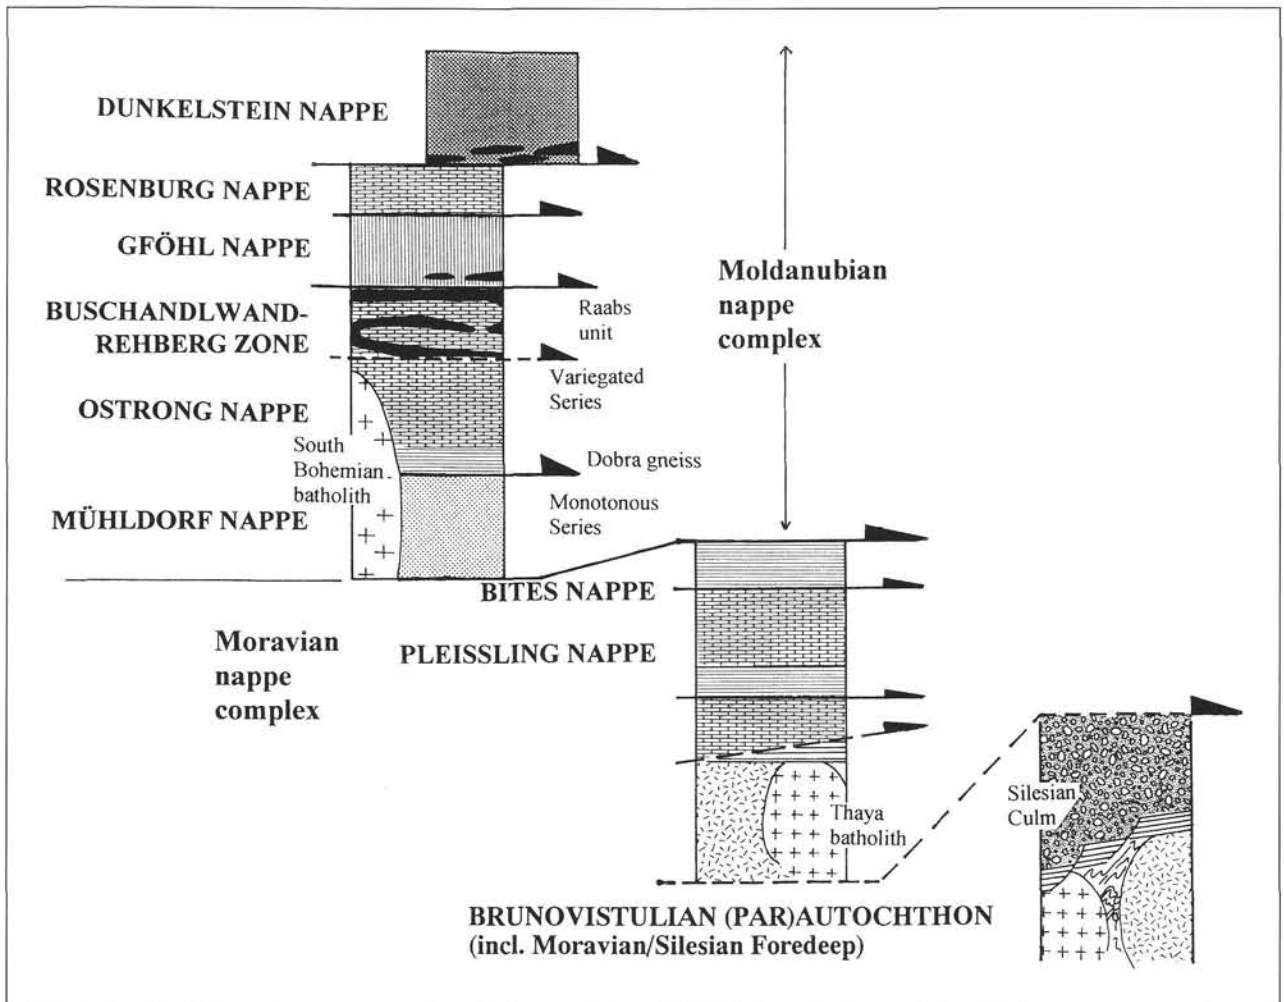 DUNKELSTEIN NAPPE
ROSENBURG NAPPE
GFÖHL NAPPE
BUSCHANDLWAND-
REHBERG ZONE
OSTRONG NAPPE
MÜHLDORF NAPPE
Raabs
unit
Variegated
Series
South
Bohemian
batholith
Dobra gneiss
Monotonous
Series
Moldanubian
nappe
complex
BITES NAPPE
PLEISSLING NAPPE
Moravian
nappe
complex
Thaya
batholith
Silesian
Culm
BRUNOVISTULIAN (PAR)AUTOCHTHON
(incl. Moravian/Silesian Foredeep)